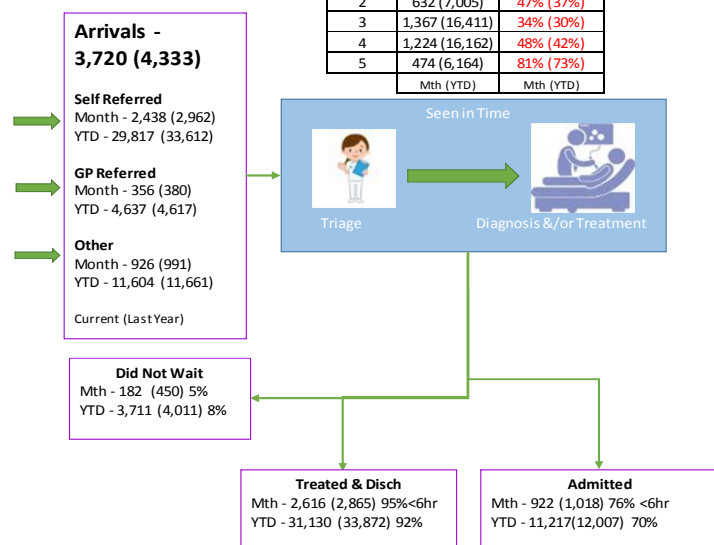 2 632 (7,005) 47% (37%)
3 1,367 (16,411) 34% (30%)
4 1,224 (16,162) 48% (42%)
5 474 (6,164) 81% (73%)
Mth (YTD) Mth (YTD)
Arrivals -
3,720 (4,333)
Self Referred
Month - 2,438 (2,962)
YTD - 29,817 (33,612)
GP Referred
Month - 356 (380)
YTD - 4,637 (4,617)
Other
Month - 926 (991)
YTD - 11,604 (11,661)
Current (Last Year)
Seen in Time
Triage
Diagnosis &/or Treatment
Did Not Wait
Mth - 182 (450) 5%
YTD - 3,711 (4,011) 8%
Treated & Disch
Mth - 2,616 (2,865) 95%<6hr
YTD - 31,130 (33,872) 92%
Admitted
Mth - 922 (1,018) 76% <6hr
YTD - 11,217(12,007) 70%